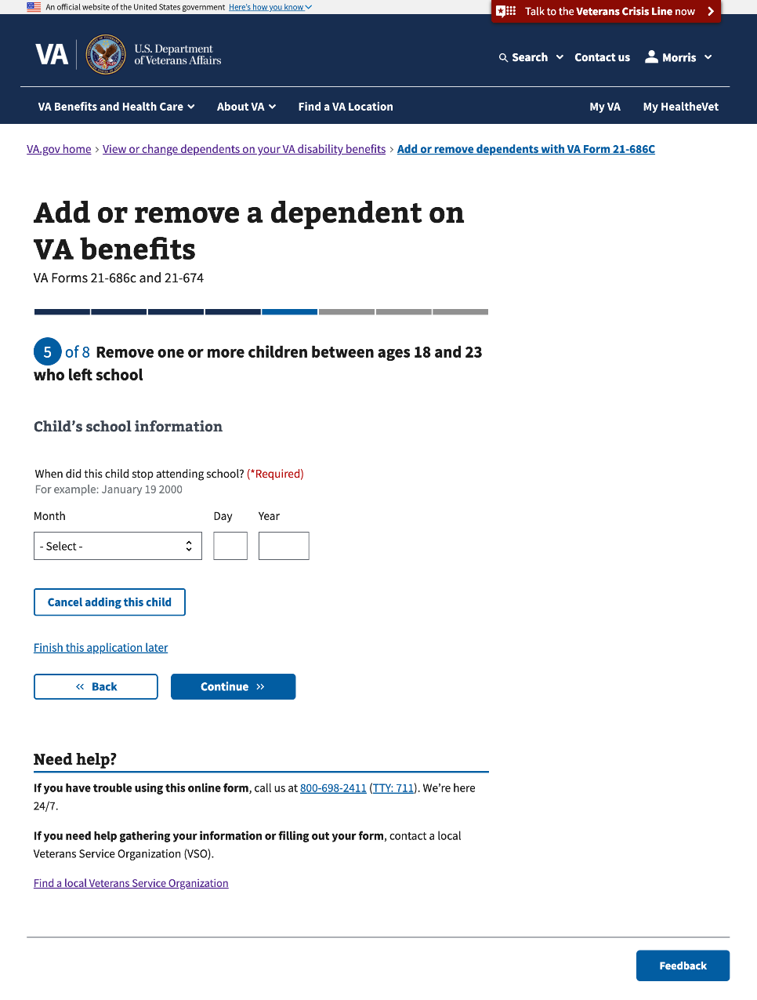 An official website of the United States government Here's how you know
Talk to the Veterans Crisis Line now
VA
U.S. Department
of Veterans Affairs
Search Contact us Morris
VA Benefits and Health Care About VA Find a VA Location My VA My HealtheVet
VA.gov home › View or change dependents on your VA disability benefits › Add or remove dependents with VA Form 21-686C
Add or remove a dependent on
VA benefits
VA Forms 21-686c and 21-674
5 of 8 Remove one or more children between ages 18 and 23
who left school
Child's school information
When did this child stop attending school? (*Required)
For example: January 19 2000
Month Day Year
- Select -
Cancel adding this child
Finish this application later
« Back Continue »
Need help?
If you have trouble using this online form, call us at 800-698-2411 (TTY: 711). We're here
24/7.
If you need help gathering your information or filling out your form, contact a local
Veterans Service Organization (VSO).
Find a local Veterans Service Organization
Feedback